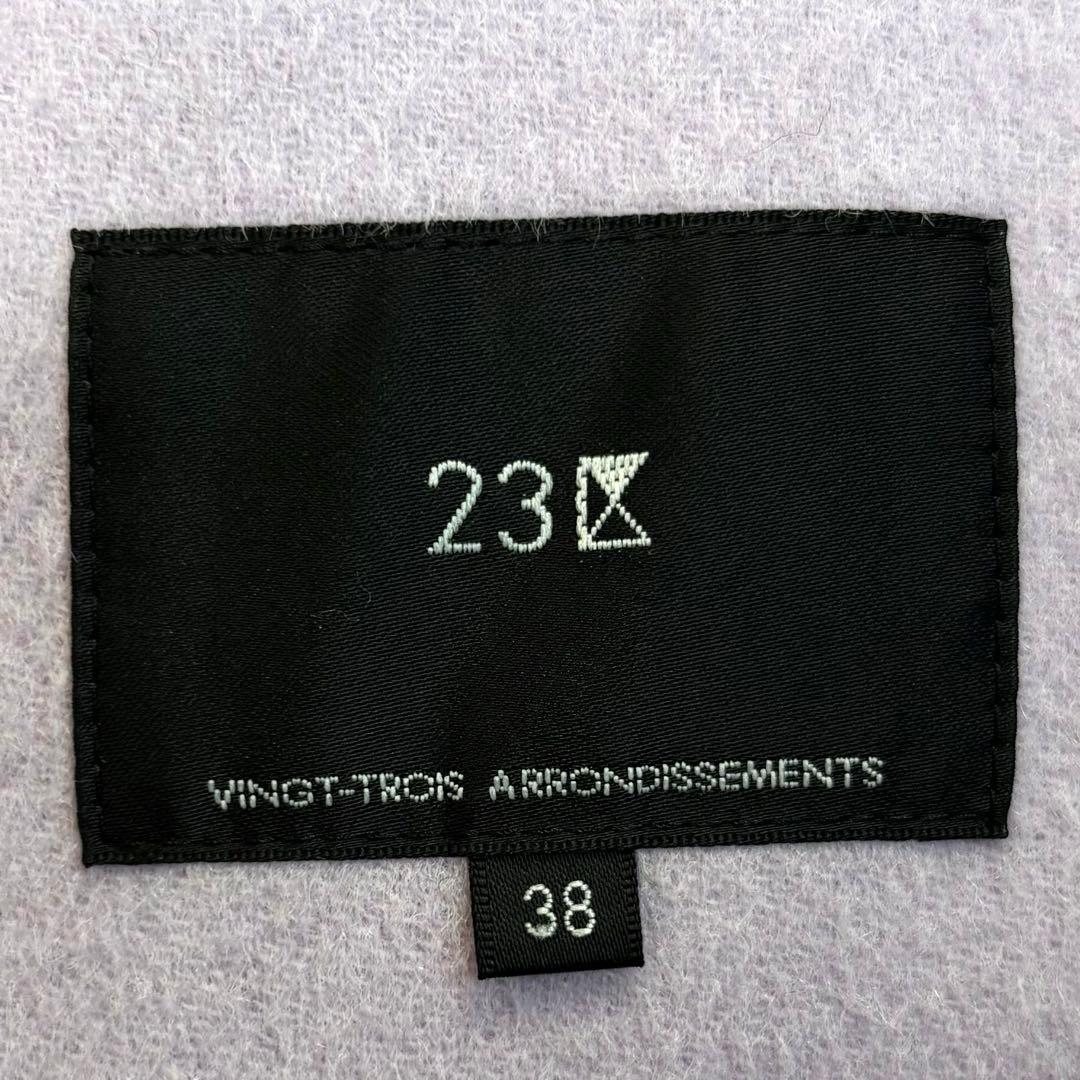 23区
VINGT-TROIS ARRONDISSEMENTS
38